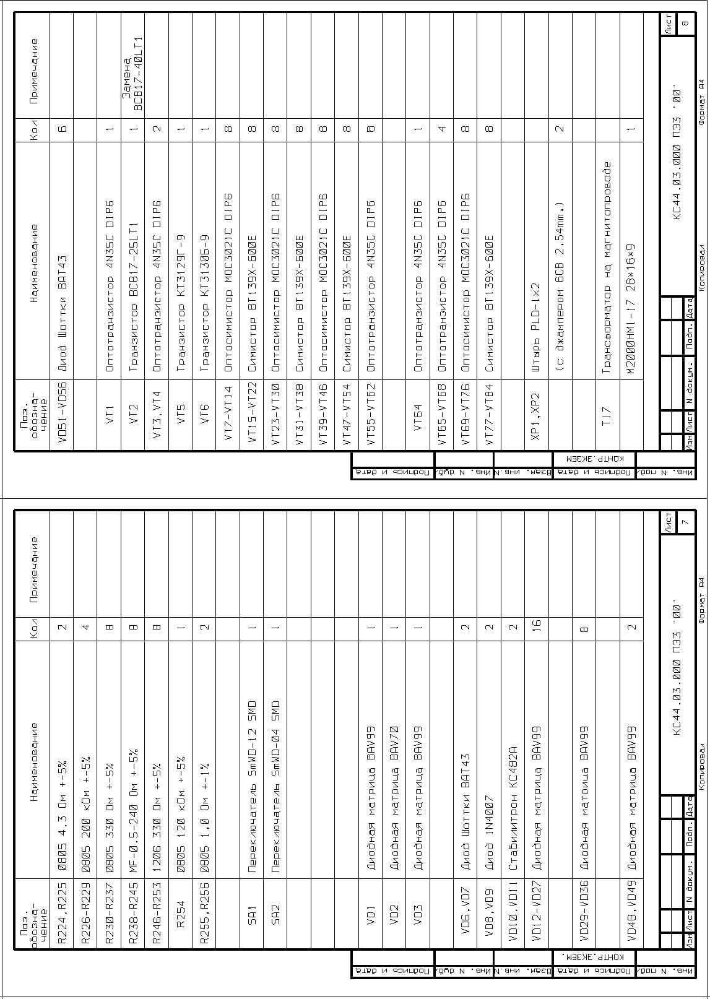 Поз.
обозна-
чение
Наименование
Кол
Примечание
R224,R225 0805 4,3 Ом +-5% 2
R226-R229 0805 200 кОм +-5% 4
R230-R237 0805 330 Ом +-5% 8
R238-R245 MF-0.5-240 Ом +-5% 8
R246-R253 1206 330 Ом +-5% 8
R254 0805 120 кОм +-5% 1
R255,R256 0805 1,0 Ом +-1% 2
SA1 Переключатель SmWD-12 SMD 1
SA2 Переключатель SmWD-04 SMD 1
VD1 Диодная матрица BAV99 1
VD2 Диодная матрица BAV70 1
VD3 Диодная матрица BAV99 1
VD6,VD7 Диод Шоттки BAT43 2
VD8,VD9 Диод 1N4007 2
VD10,VD11 Стабилитрон КС482А 2
VD12-VD27 Диодная матрица BAV99 16
VD29-VD36 Диодная матрица BAV99 8
VD48,VD49 Диодная матрица BAV99 2
КС44.03.000 ПЭ3 "00"
Лист
7
Изм Лист N докум. Подп. Дата
Копировал
Формат А4
КОНТР.ЭКЗЕМ.
Инв. N подл
Подпись и дата
Взам. инв.N
Инв. N дубл
Подпись и дата
Поз.
обозна-
чение
Наименование
Кол
Примечание
VD51-VD56 Диод Шоттки BAT43 6
VT1 Оптотранзистор 4N35C DIP6 1
Замена
VT2 Транзистор BC817-25LT1 1 BC817-40LT1
VT3,VT4 Оптотранзистор 4N35C DIP6 2
VT5 Транзистор КТ3129Г-9 1
VT6 Транзистор КТ3130Б-9 1
VT7-VT14 Оптосимистор MOC3021C DIP6 8
VT15-VT22 Симистор BT139X-600E 8
VT23-VT30 Оптосимистор MOC3021C DIP6 8
VT31-VT38 Симистор BT139X-600E 8
VT39-VT46 Оптосимистор MOC3021C DIP6 8
VT47-VT54 Симистор BT139X-600E 8
VT55-VT62 Оптотранзистор 4N35C DIP6 8
VT64 Оптотранзистор 4N35C DIP6 1
VT65-VT68 Оптотранзистор 4N35C DIP6 4
VT69-VT76 Оптосимистор MOC3021C DIP6 8
VT77-VT84 Симистор BT139X-600E 8
XP1,XP2 Штырь PLD-1x2
(с джампером 6CB 2.54mm.) 2
T17 Трансформатор на магнитопроводе
М2000НМ1-17 28*16*9 1
КС44.03.000 ПЭ3 "00"
Лист
8
Изм Лист N докум. Подп. Дата
Копировал
Формат А4
КОНТР.ЭКЗЕМ
Инв. N подл
Подпись и дата
Взам. инв.N
Инв. N дубл
Подпись и дата